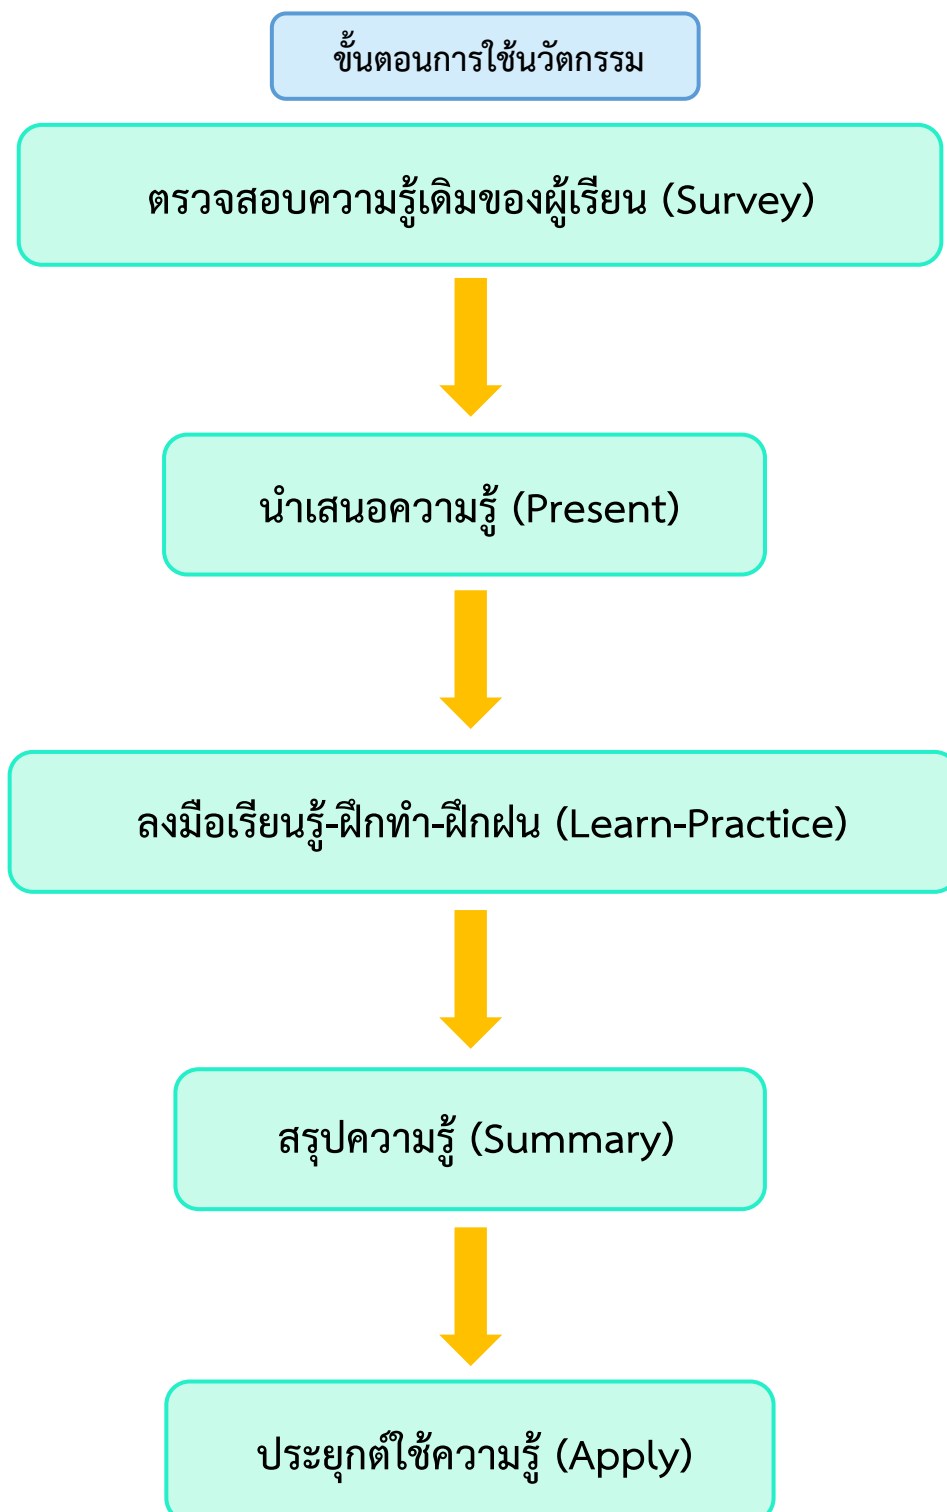 ขั้นตอนการใช้นวัตกรรม
ตรวจสอบความรู้เดิมของผู้เรียน (Survey)
นำเสนอความรู้ (Present)
ลงมือเรียนรู้-ฝึกทำ-ฝึกฝน (Learn-Practice)
สรุปความรู้ (Summary)
ประยุกต์ใช้ความรู้ (Apply)